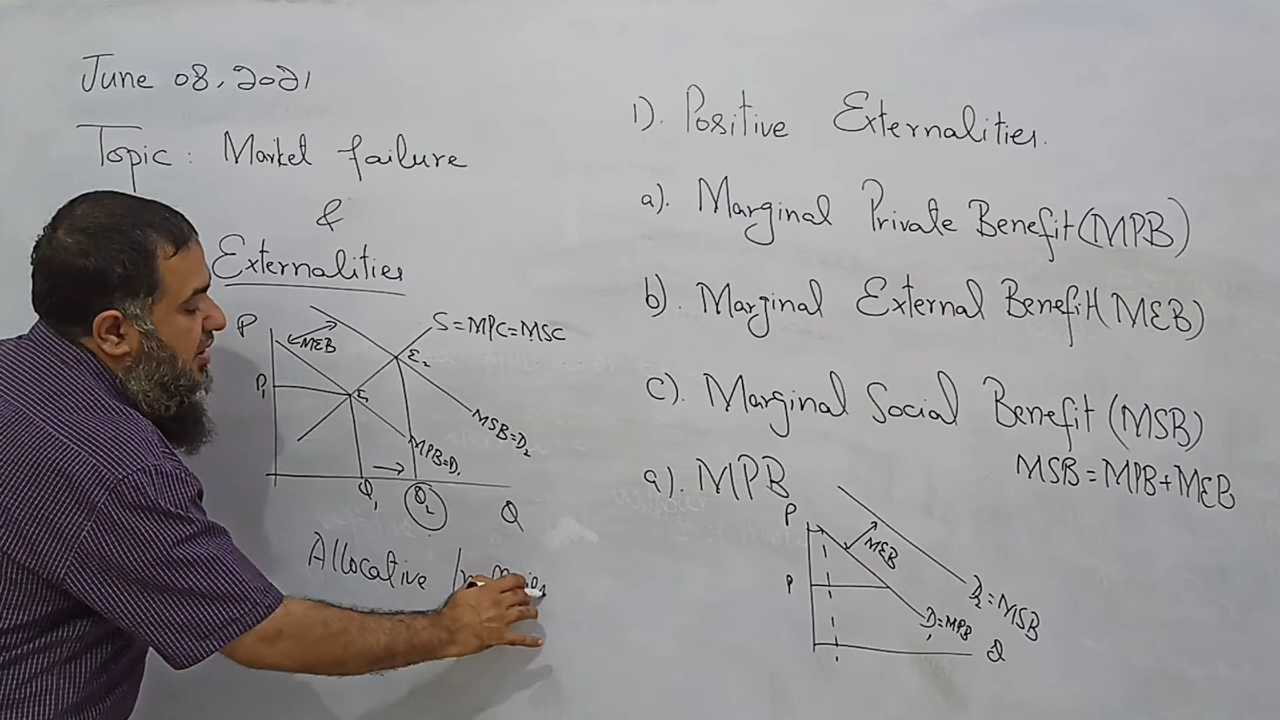 June 08, 2021
Topic: Market failure
&
Externalities
P
MEB
S=MPC=MSC
E2
P1
E1
MSB=D2
MPB=D1
Q1
Q2
Q
Allocative
1). Positive Externalities.
a). Marginal Private Benefit (MPB)
b). Marginal External Benefit (MEB)
c). Marginal Social Benefit (MSB)
MSB=MPB+MEB
a). MPB
P
MEB
P
D2=MSB
D1=MPB
Q